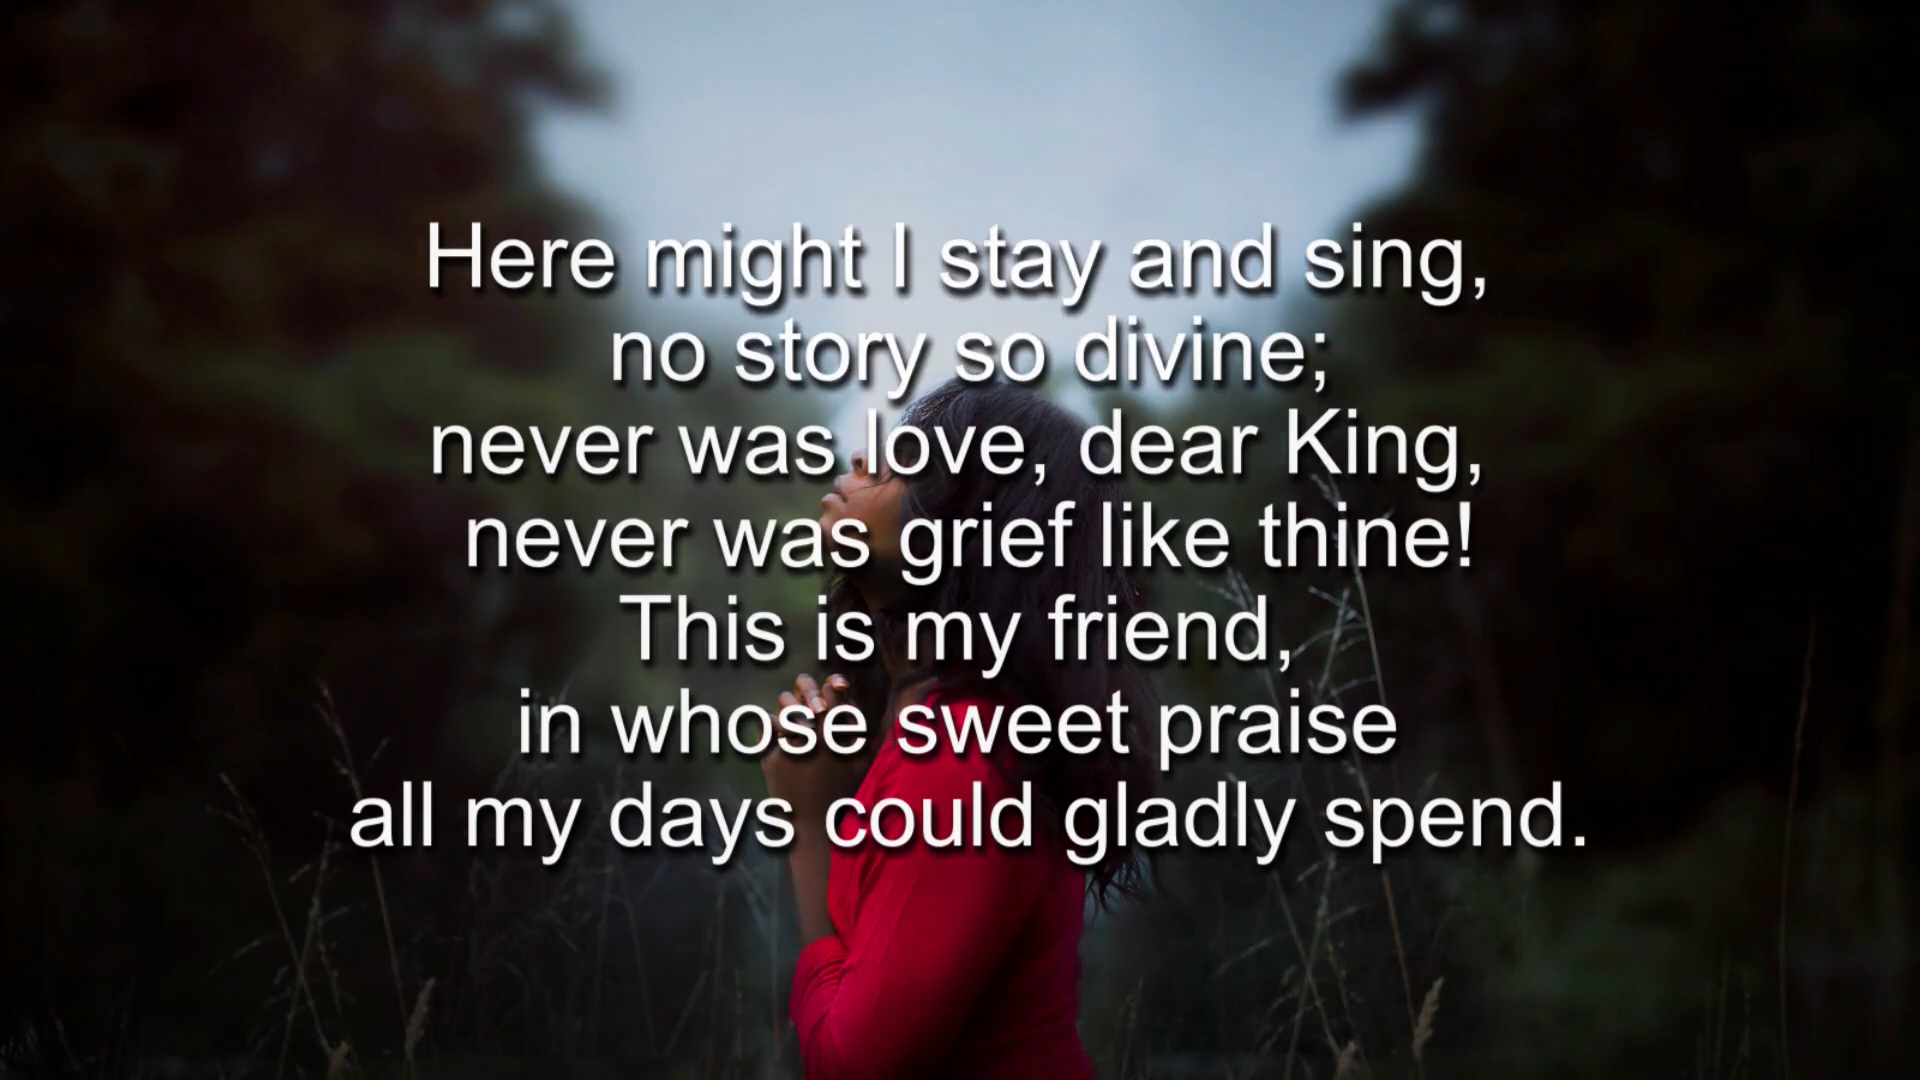 Here might I stay and sing,
no story so divine;
never was love, dear King,
never was grief like thine!
This is my friend,
in whose sweet praise
all my days could gladly spend.